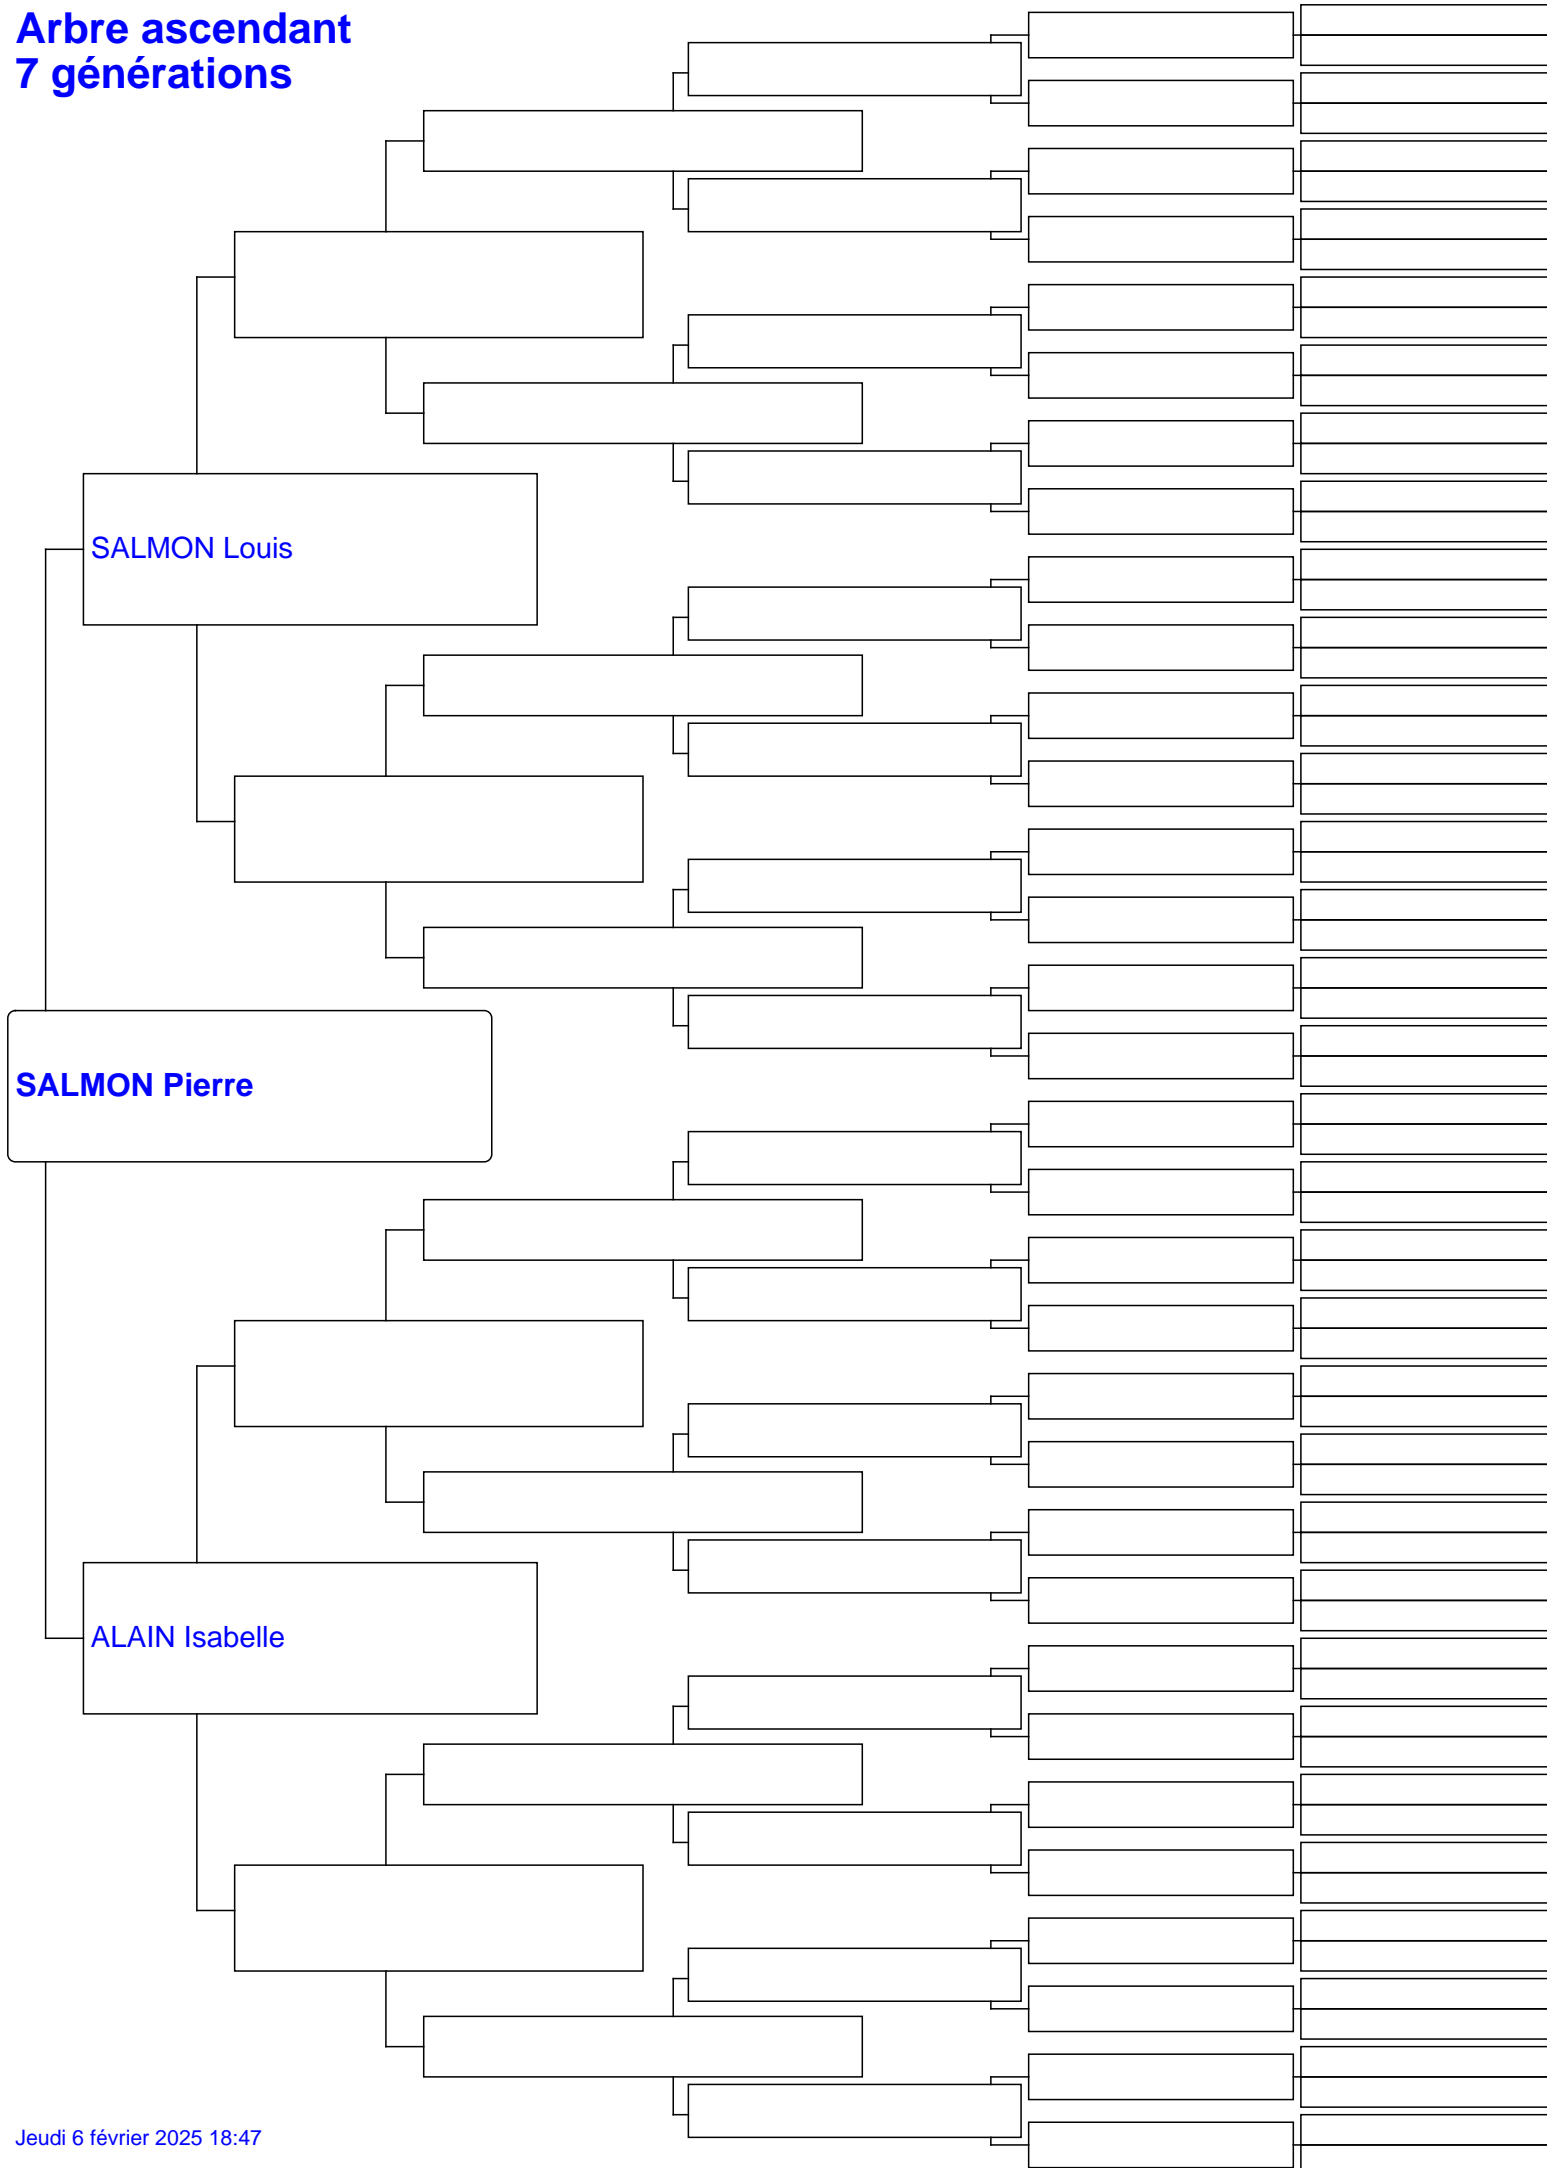 Arbre ascendant
7 générations
SALMON Louis
SALMON Pierre
ALAIN Isabelle
Jeudi 6 février 2025 18:47